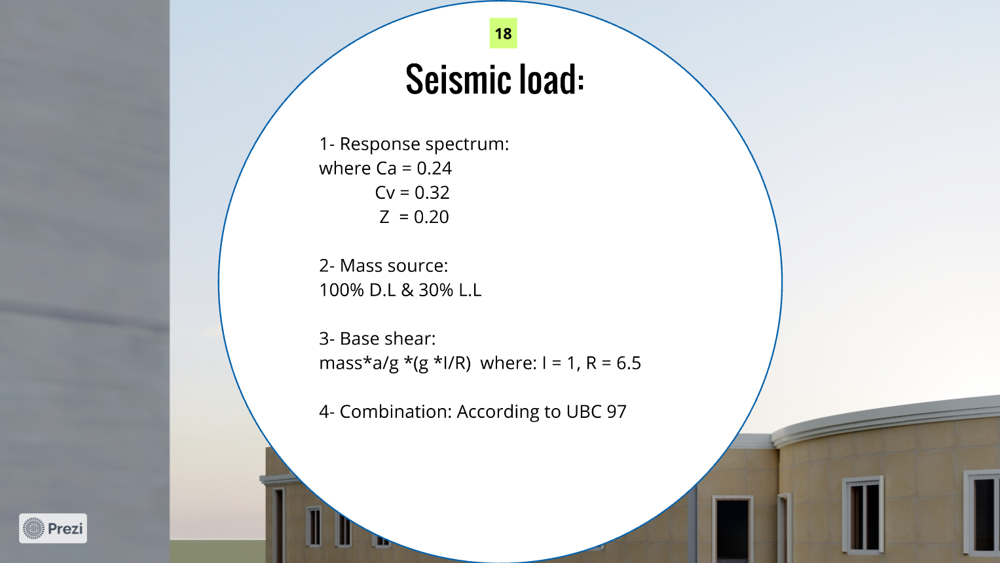 18
Seismic load:
1- Response spectrum:
where Ca = 0.24
Cv = 0.32
Z = 0.20
2- Mass source:
100% D.L & 30% L.L
3- Base shear:
mass*a/g *(g *I/R) where: I = 1, R = 6.5
4- Combination: According to UBC 97
Prezi